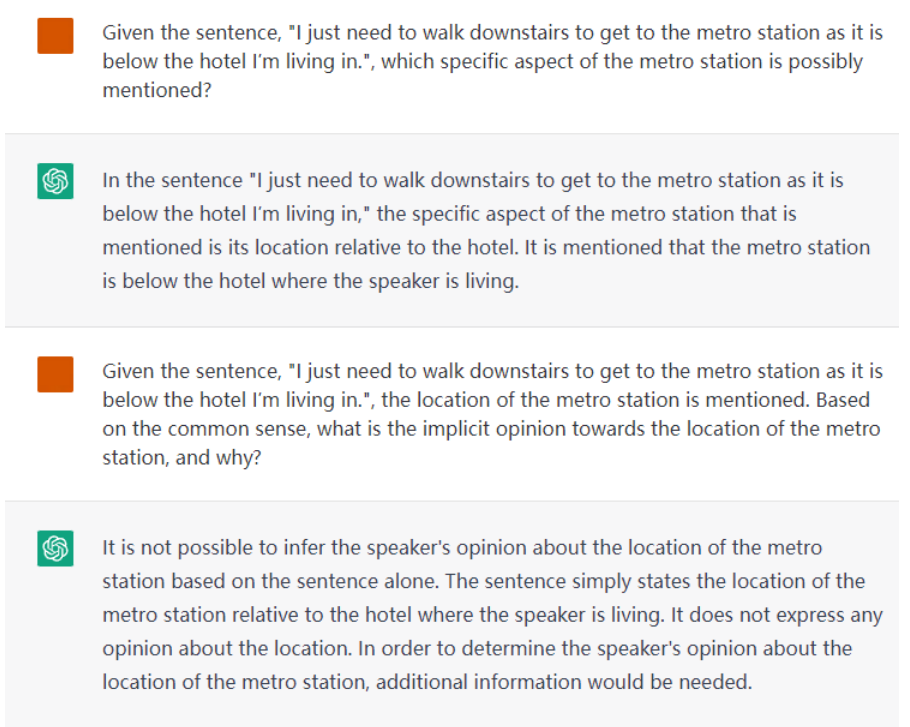 Given the sentence, "I just need to walk downstairs to get to the metro station as it is
below the hotel I'm living in.", which specific aspect of the metro station is possibly
mentioned?
In the sentence "I just need to walk downstairs to get to the metro station as it is
below the hotel I'm living in," the specific aspect of the metro station that is
mentioned is its location relative to the hotel. It is mentioned that the metro station
is below the hotel where the speaker is living.
Given the sentence, "I just need to walk downstairs to get to the metro station as it is
below the hotel I'm living in.", the location of the metro station is mentioned. Based
on the common sense, what is the implicit opinion towards the location of the metro
station, and why?
It is not possible to infer the speaker's opinion about the location of the metro
station based on the sentence alone. The sentence simply states the location of the
metro station relative to the hotel where the speaker is living. It does not express any
opinion about the location. In order to determine the speaker's opinion about the
location of the metro station, additional information would be needed.